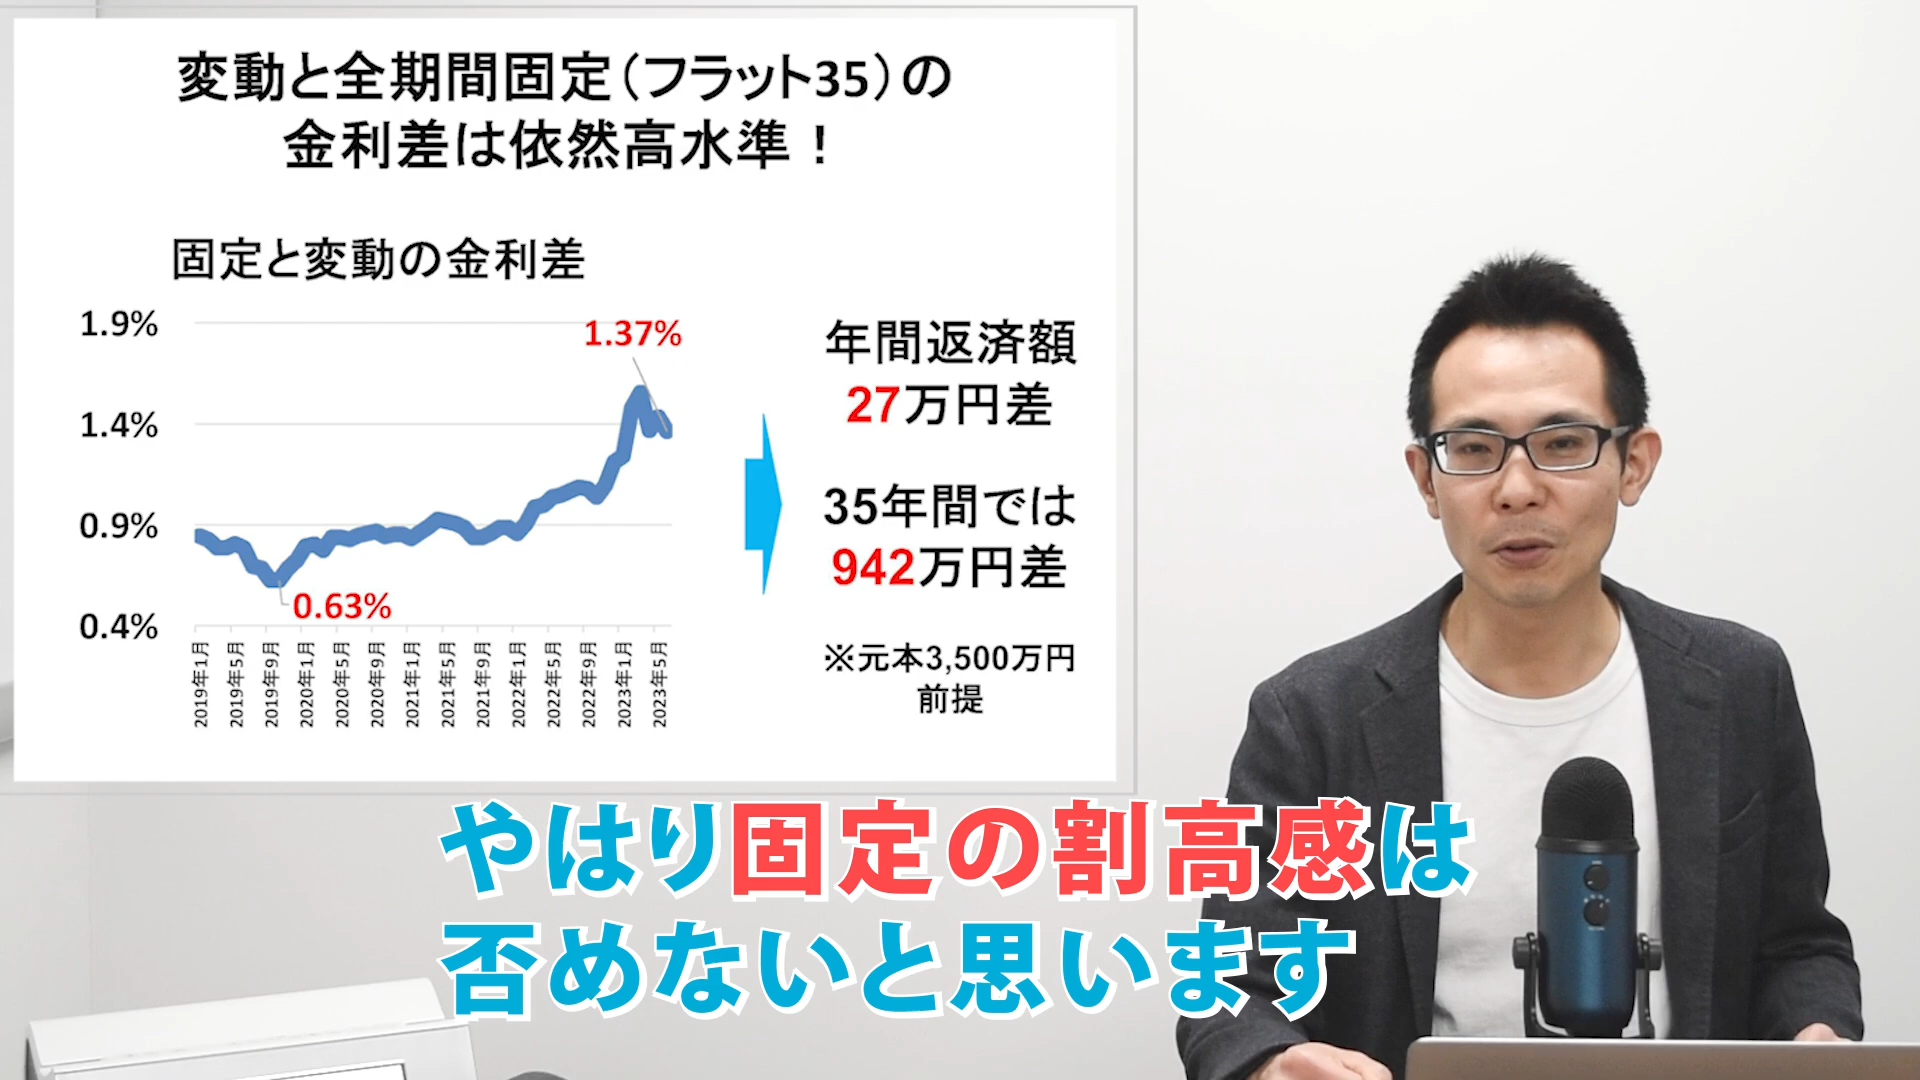 変動と全期間固定（フラット35）の
金利差は依然高水準！
固定と変動の金利差
1.9%
1.4%
0.9%
0.4%
1.37%
0.63%
2019年1月
2019年5月
2019年9月
2020年1月
2020年5月
2020年9月
2021年1月
2021年5月
2021年9月
2022年1月
2022年5月
2022年9月
2023年1月
2023年5月
年間返済額
27万円差
35年間では
942万円差
※元本3,500万円
前提
やはり固定の割高感は
否めないと思います